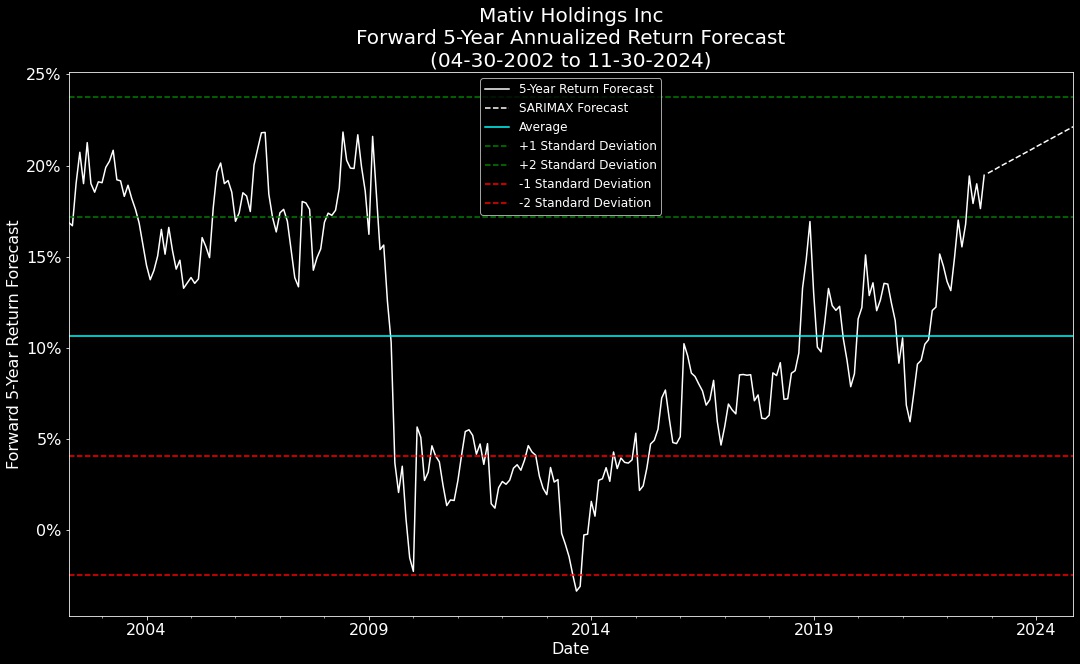 Mativ Holdings Inc
Forward 5-Year Annualized Return Forecast
(04-30-2002 to 11-30-2024)
25%
20%
15%
10%
5%
0%
Forward 5-Year Return Forecast
5-Year Return Forecast
SARIMAX Forecast
Average
+1 Standard Deviation
+2 Standard Deviation
-1 Standard Deviation
-2 Standard Deviation
2004
2009
2014
2019
2024
Date